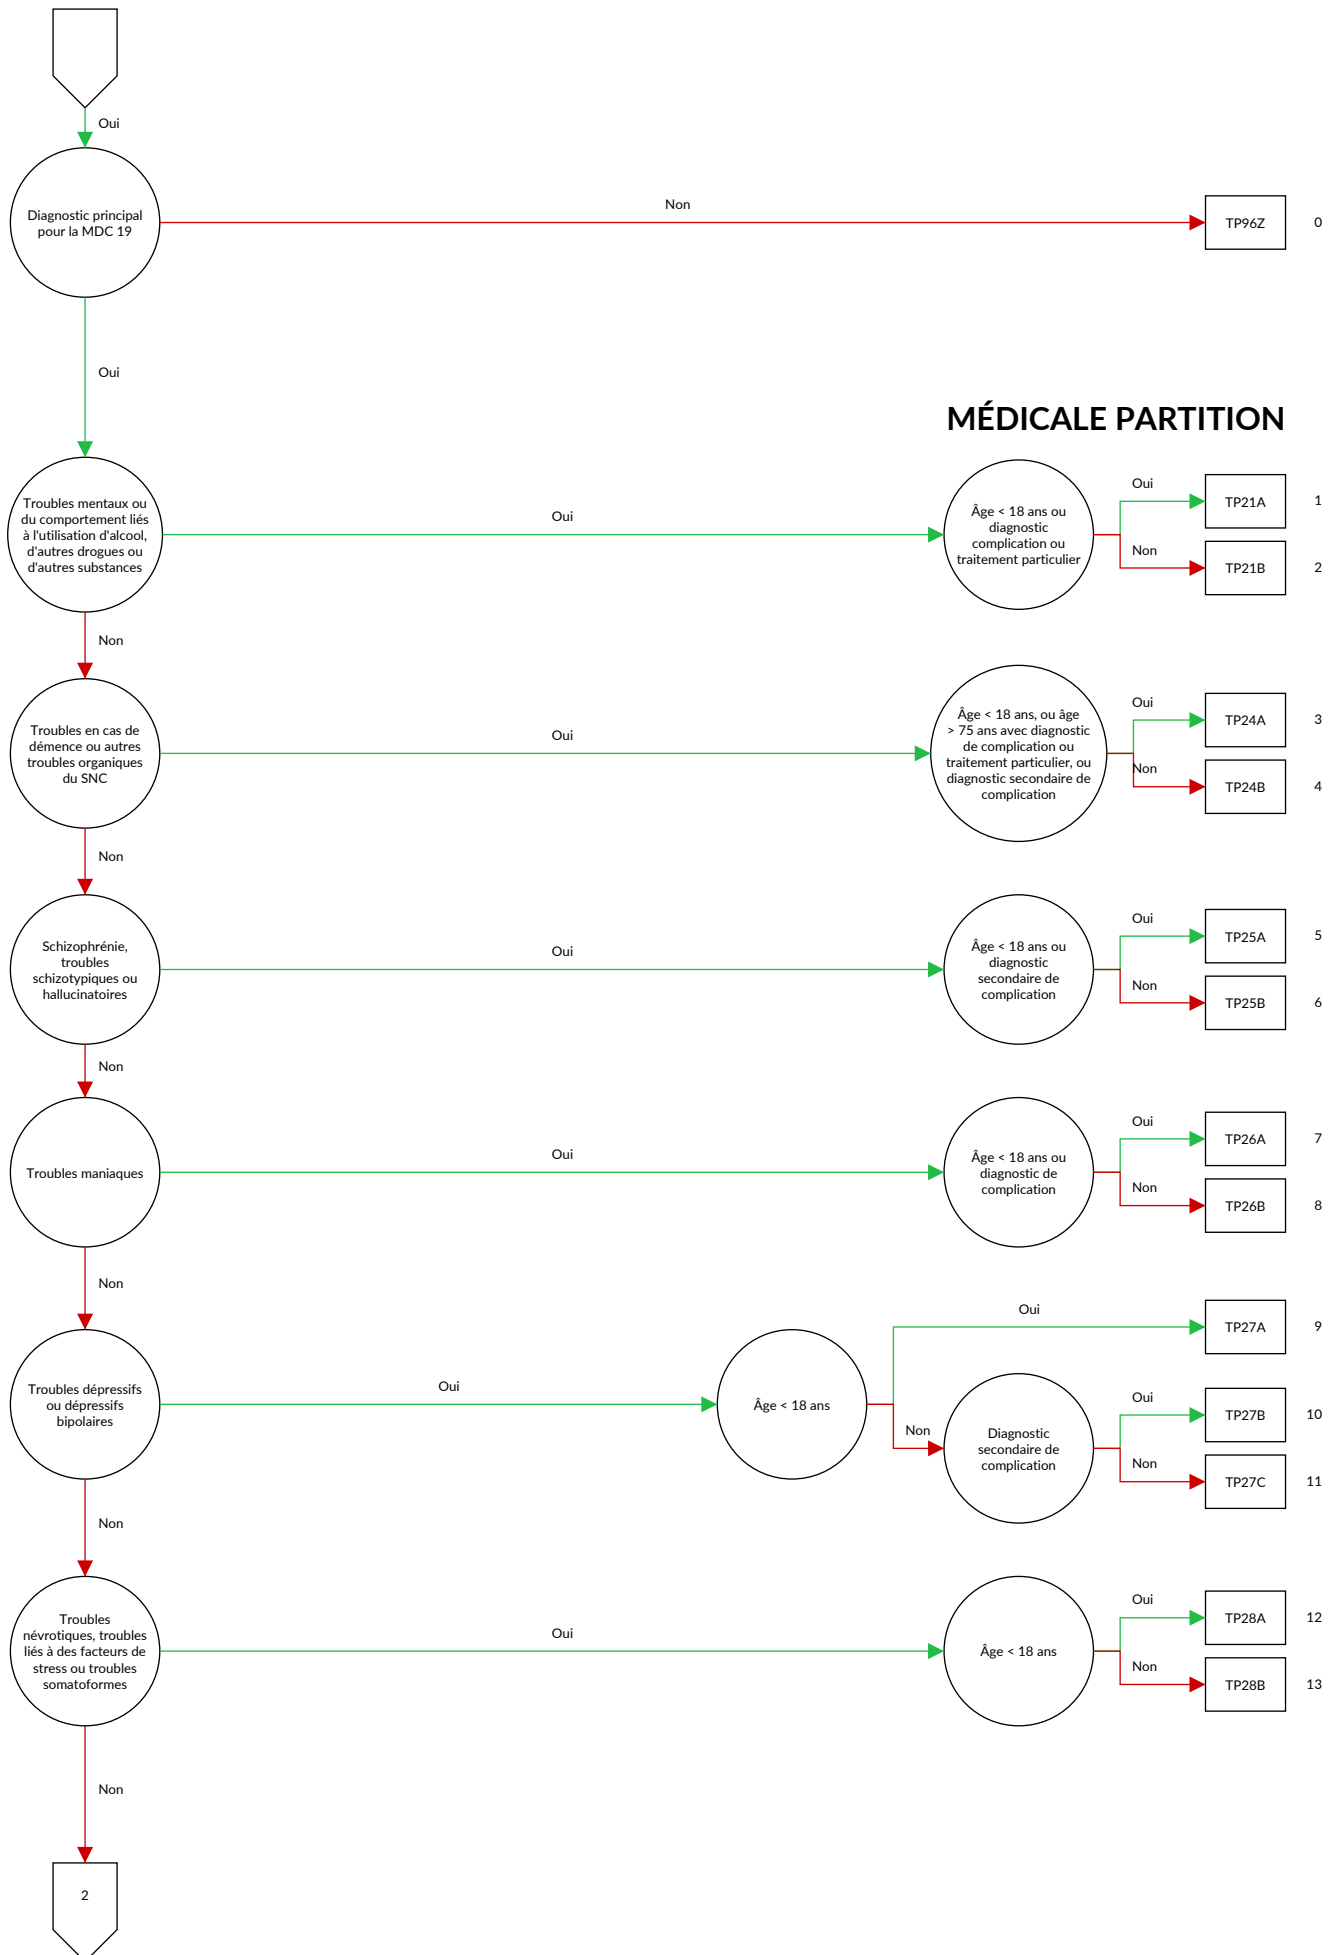 Oui
Diagnostic principal
pour la MDC 19
Non
TP96Z
0
Oui
MÉDICALE PARTITION
Troubles mentaux ou
du comportement liés
à l'utilisation d'alcool,
d'autres drogues ou
d'autres substances
Oui
Âge < 18 ans ou
diagnostic
complication ou
traitement particulier
Oui
TP21A
1
Non
TP21B
2
Non
Troubles en cas de
démence ou autres
troubles organiques
du SNC
Oui
Âge < 18 ans, ou âge
> 75 ans avec diagnostic
de complication ou
traitement particulier, ou
diagnostic secondaire de
complication
Oui
TP24A
3
Non
TP24B
4
Non
Schizophrénie,
troubles
schizotypiques ou
hallucinatoires
Oui
Âge < 18 ans ou
diagnostic
secondaire de
complication
Oui
TP25A
5
Non
TP25B
6
Non
Troubles maniaques
Oui
Âge < 18 ans ou
diagnostic de
complication
Oui
TP26A
7
Non
TP26B
8
Non
Troubles dépressifs
ou dépressifs
bipolaires
Oui
Âge < 18 ans
Oui
TP27A
9
Non
Diagnostic
secondaire de
complication
Oui
TP27B
10
Non
TP27C
11
Non
Troubles
névrotiques, troubles
liés à des facteurs de
stress ou troubles
somatoformes
Oui
Âge < 18 ans
Oui
TP28A
12
Non
TP28B
13
Non
2